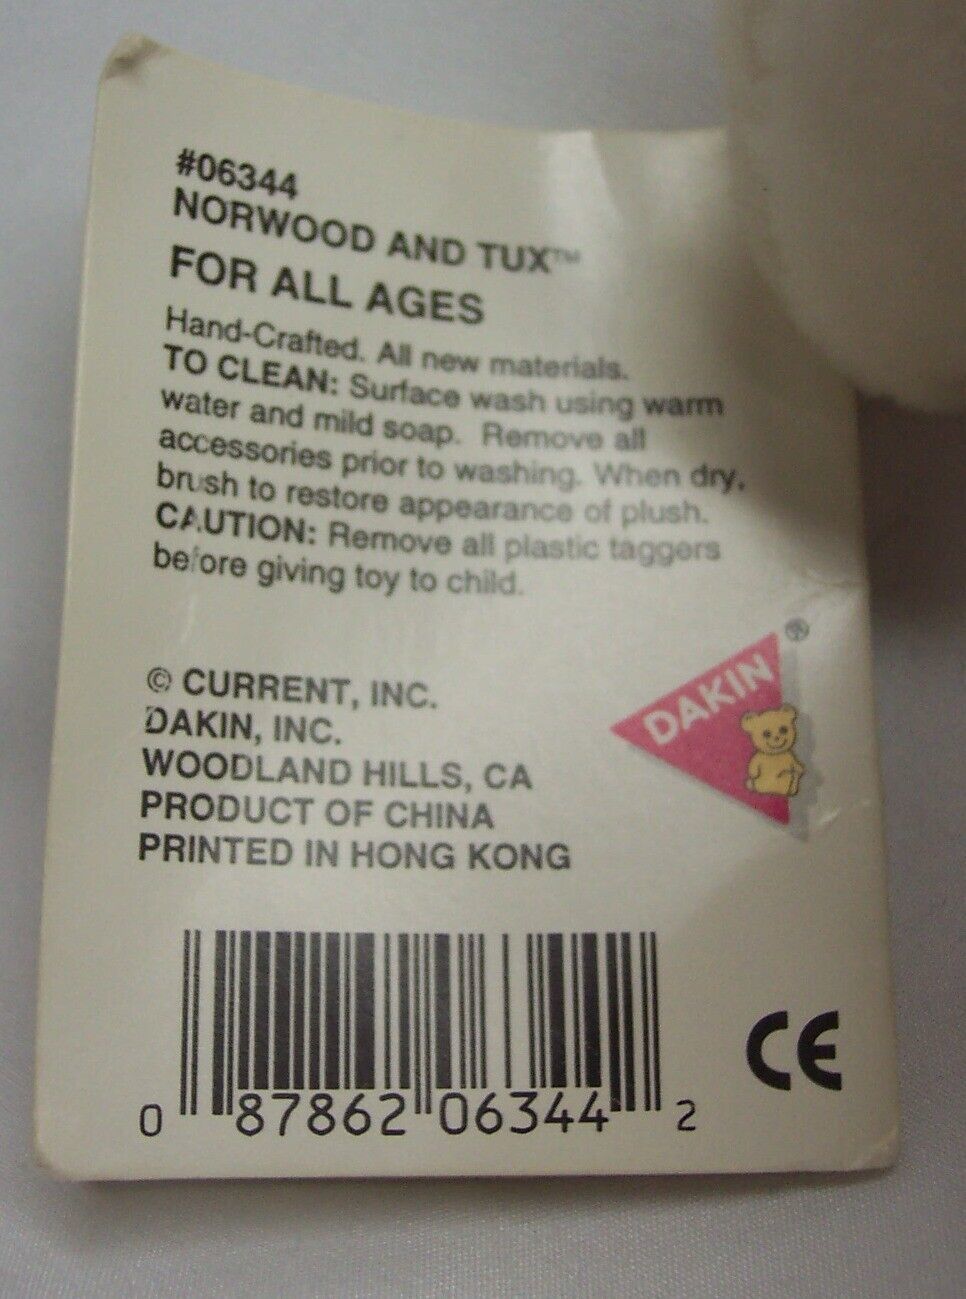 #06344
NORWOOD AND TUX™
FOR ALL AGES
Hand-Crafted. All new materials.
TO CLEAN: Surface wash using warm
water and mild soap. Remove all
accessories prior to washing. When dry,
brush to restore appearance of plush.
CAUTION: Remove all plastic taggers
before giving toy to child.
© CURRENT, INC.
DAKIN, INC.
WOODLAND HILLS, CA
PRODUCT OF CHINA
PRINTED IN HONG KONG
DAKIN®
CE
0 87862 06344 2